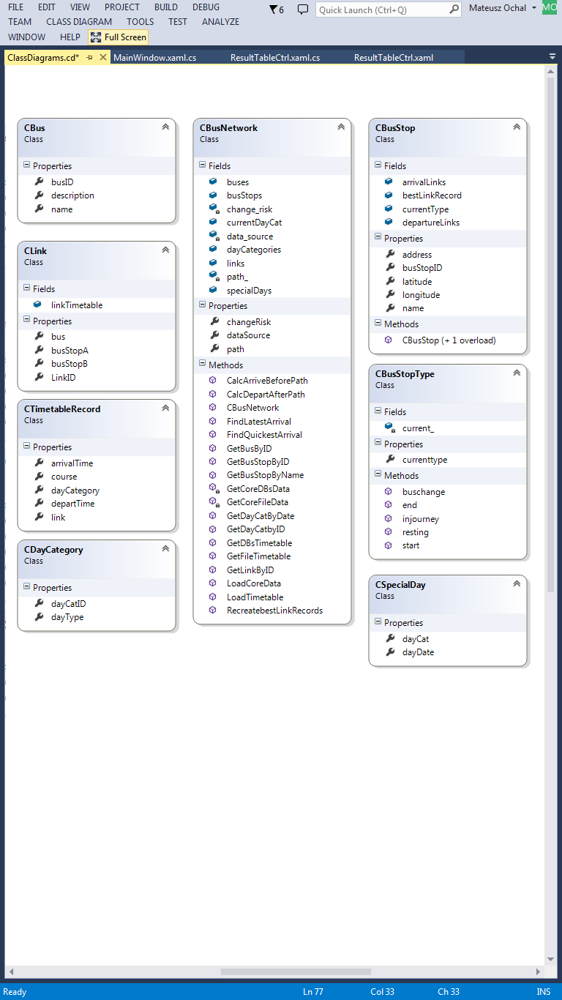 FILE EDIT VIEW PROJECT BUILD DEBUG 6 Quick Launch (Ctrl+Q) Mateusz Ochal MO
TEAM CLASS DIAGRAM TOOLS TEST ANALYZE
WINDOW HELP Full Screen
ClassDiagrams.cd* MainWindow.xaml.cs ResultTableCtrl.xaml.cs ResultTableCtrl.xaml
CBus
Class
Properties
busID
description
name
CLink
Class
Fields
linkTimetable
Properties
bus
busStopA
busStopB
LinkID
CTimetableRecord
Class
Properties
arrivalTime
course
dayCategory
departTime
link
CDayCategory
Class
Properties
dayCatID
dayType
CBusNetwork
Class
Fields
buses
busStops
change_risk
currentDayCat
data_source
dayCategories
links
path_
specialDays
Properties
changeRisk
dataSource
path
Methods
CalcArriveBeforePath
CalcDepartAfterPath
CBusNetwork
FindLatestArrival
FindQuickestArrival
GetBusByID
GetBusStopByID
GetBusStopByName
GetCoreDBsData
GetCoreFileData
GetDayCatByDate
GetDayCatbyID
GetDBsTimetable
GetFileTimetable
GetLinkByID
LoadCoreData
LoadTimetable
RecreatebestLinkRecords
CBusStop
Class
Fields
arrivalLinks
bestLinkRecord
currentType
departureLinks
Properties
address
busStopID
latitude
longitude
name
Methods
CBusStop (+ 1 overload)
CBusStopType
Class
Fields
current_
Properties
currenttype
Methods
buschange
end
injourney
resting
start
CSpecialDay
Class
Properties
dayCat
dayDate
Ready Ln 77 Col 33 Ch 33 INS